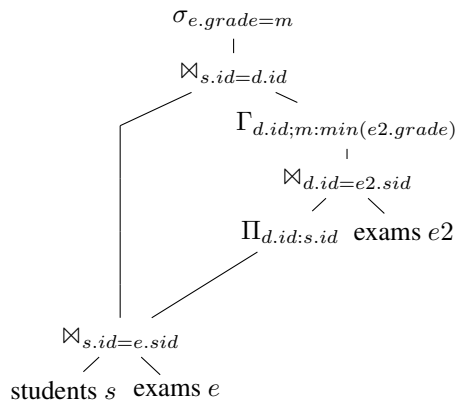 σe.grade=m
⋈s.id=d.id
Γd.id;m:min(e2.grade)
⋈d.id=e2.sid
Πd.id:s.id exams e2
⋈s.id=e.sid
students s exams e